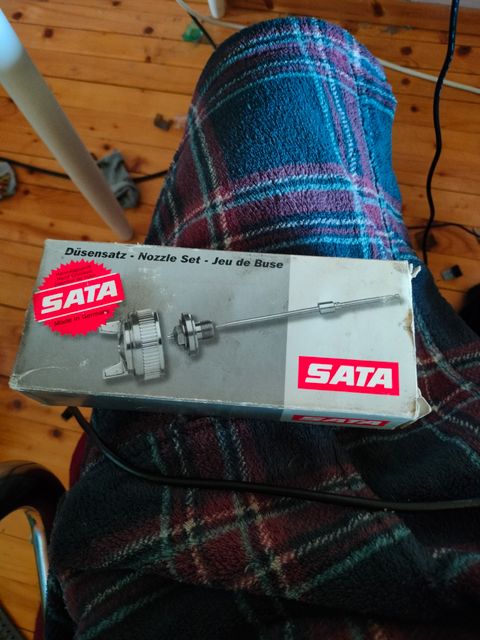 Düsensatz - Nozzle Set - Jeu de Buse
SATA
Made in Germany
SATA
SATA